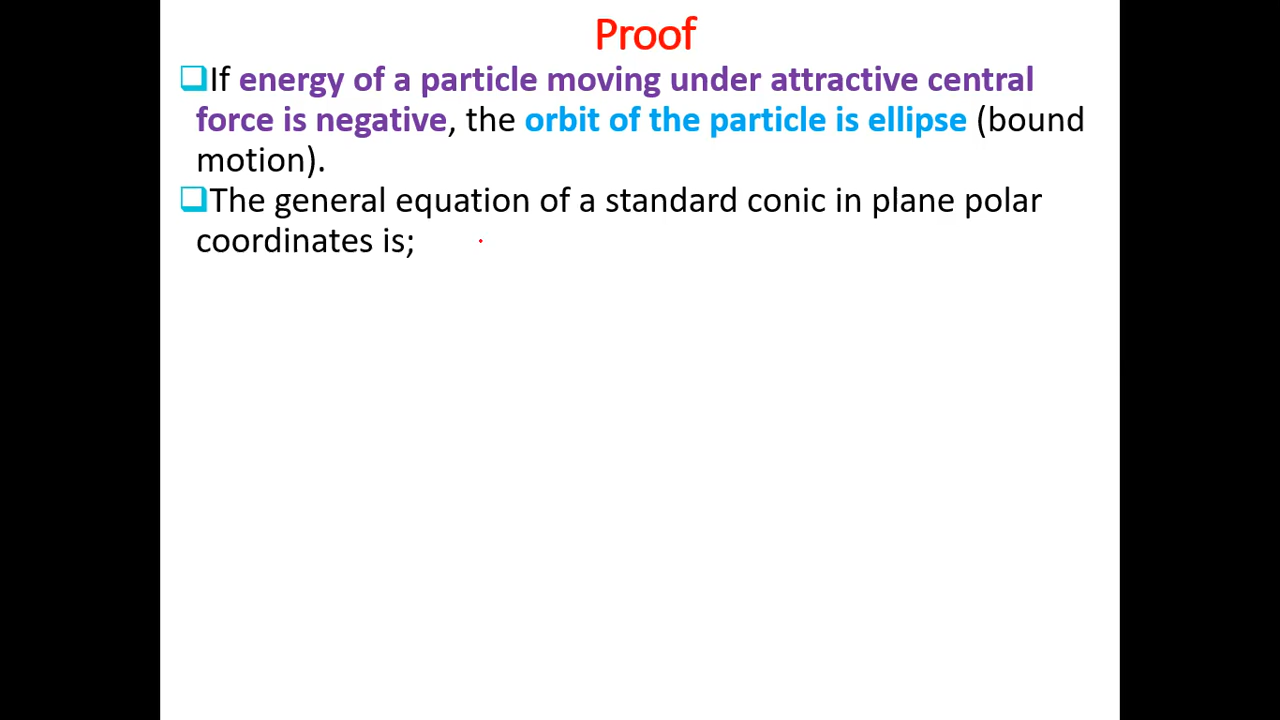 Proof
❑If energy of a particle moving under attractive central
force is negative, the orbit of the particle is ellipse (bound
motion).
❑The general equation of a standard conic in plane polar
coordinates is;